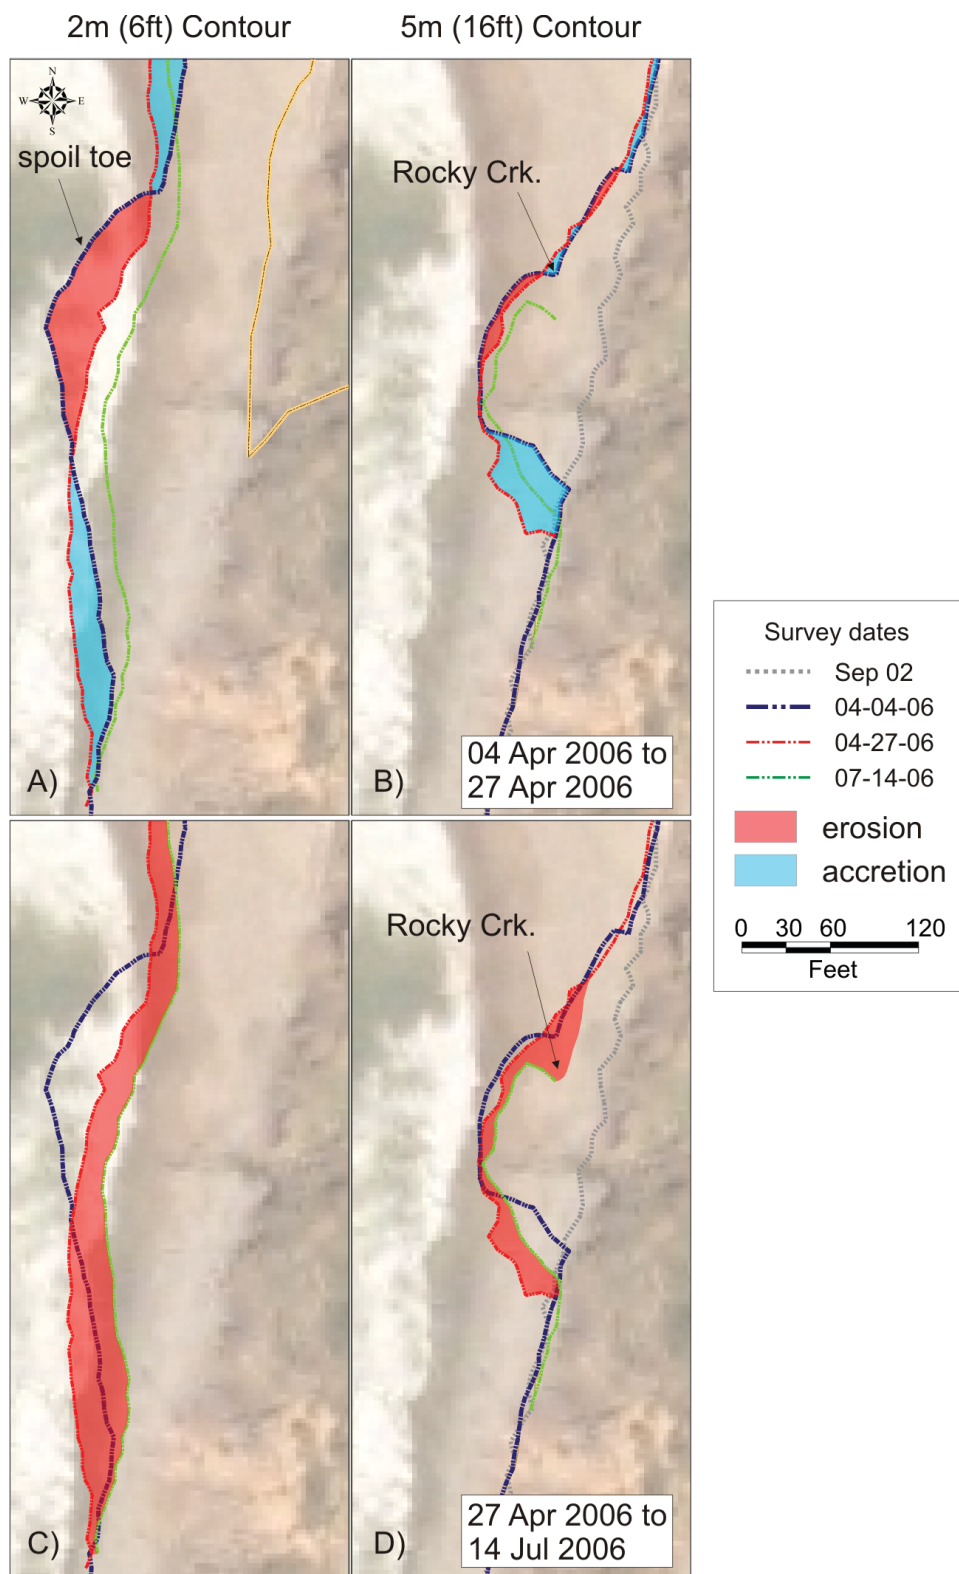 2m (6ft) Contour
5m (16ft) Contour
N
W E
S
spoil toe
A)
Rocky Crk.
B)
04 Apr 2006 to
27 Apr 2006
C)
Rocky Crk.
D)
27 Apr 2006 to
14 Jul 2006
Survey dates
Sep 02
04-04-06
04-27-06
07-14-06
erosion
accretion
0 30 60 120
Feet